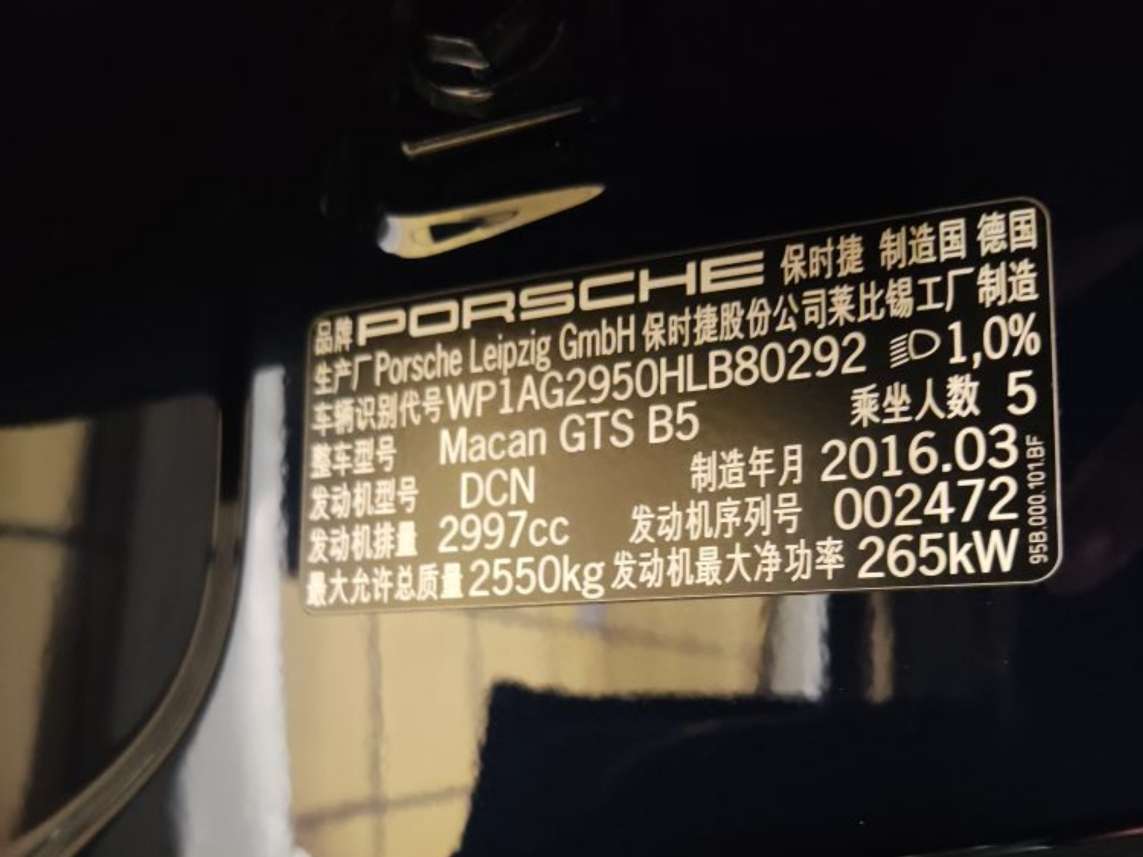 品牌 PORSCHE 保时捷 制造国 德国
生产厂 Porsche Leipzig GmbH 保时捷股份公司莱比锡工厂制造
车辆识别代号 WP1AG2950HLB80292 1,0%
整车型号 Macan GTS B5 乘坐人数 5
发动机型号 DCN 制造年月 2016.03
发动机排量 2997cc 发动机序列号 002472
最大允许总质量 2550kg 发动机最大净功率 265kW
95B.000.101.BF